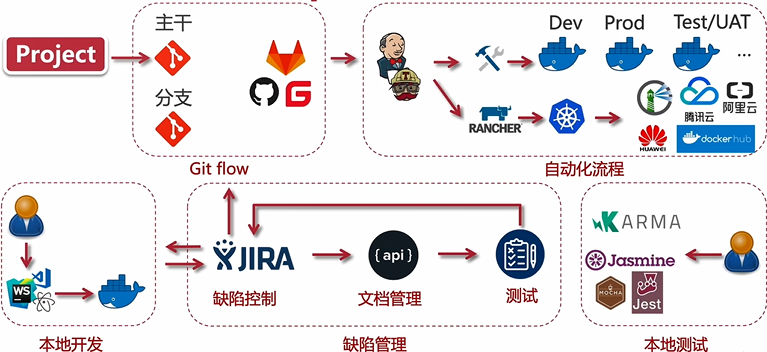 Project
主干
分支
Git flow
Dev
Prod
Test/UAT
...
RANCHER
HUAWEI
腾讯云
阿里云
dockerhub
自动化流程
WS
本地开发
JIRA
缺陷控制
{api}
文档管理
测试
缺陷管理
KARMA
Jasmine
MOCHA
Jest
本地测试